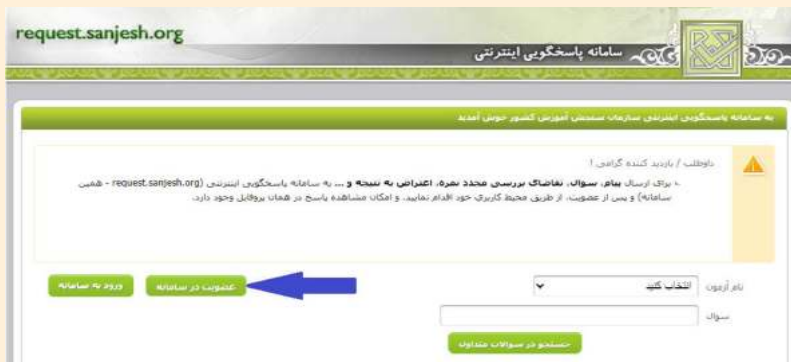 request.sanjesh.org
سامانه پاسخگویی اینترنتی
به سامانه پاسخگویی اینترنتی سازمان سنجش آموزش کشور خوش آمدید
داوطلب / بازدید کننده گرامی !
برای ارسال پیام، سوال، تقاضای بررسی مجدد نمره، اعتراض به نتیجه و ... به سامانه پاسخگویی اینترنتی (request.sanjesh.org - همین
سامانه) و پس از عضویت، از طریق محیط کاربری خود اقدام نمایید. و امکان مشاهده پاسخ در همان پروفایل وجود دارد.
نام آزمون انتخاب کنید عضویت در سامانه ورود به سامانه
سوال
جستجو در سوالات متداول